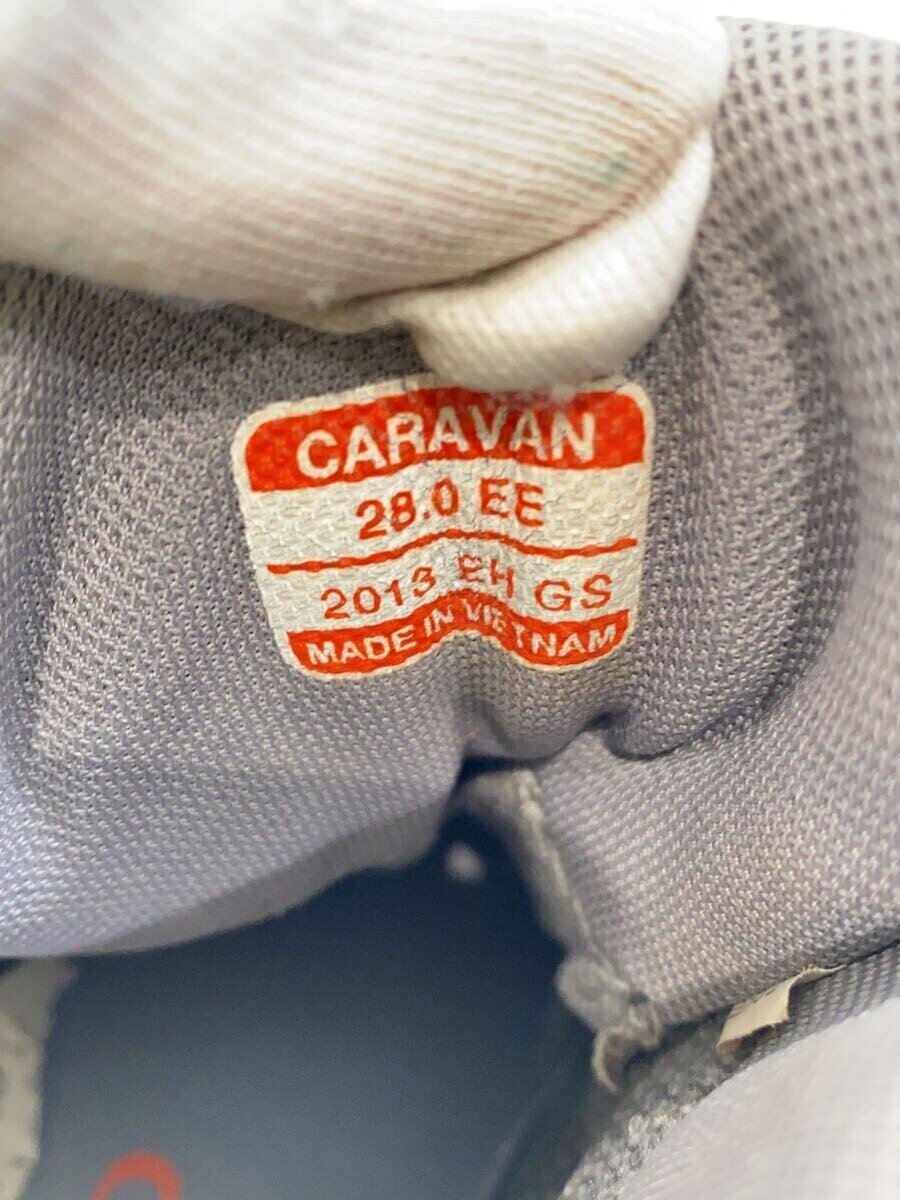 CARAVAN
28.0 EE
2013 EH GS
MADE IN VIETNAM